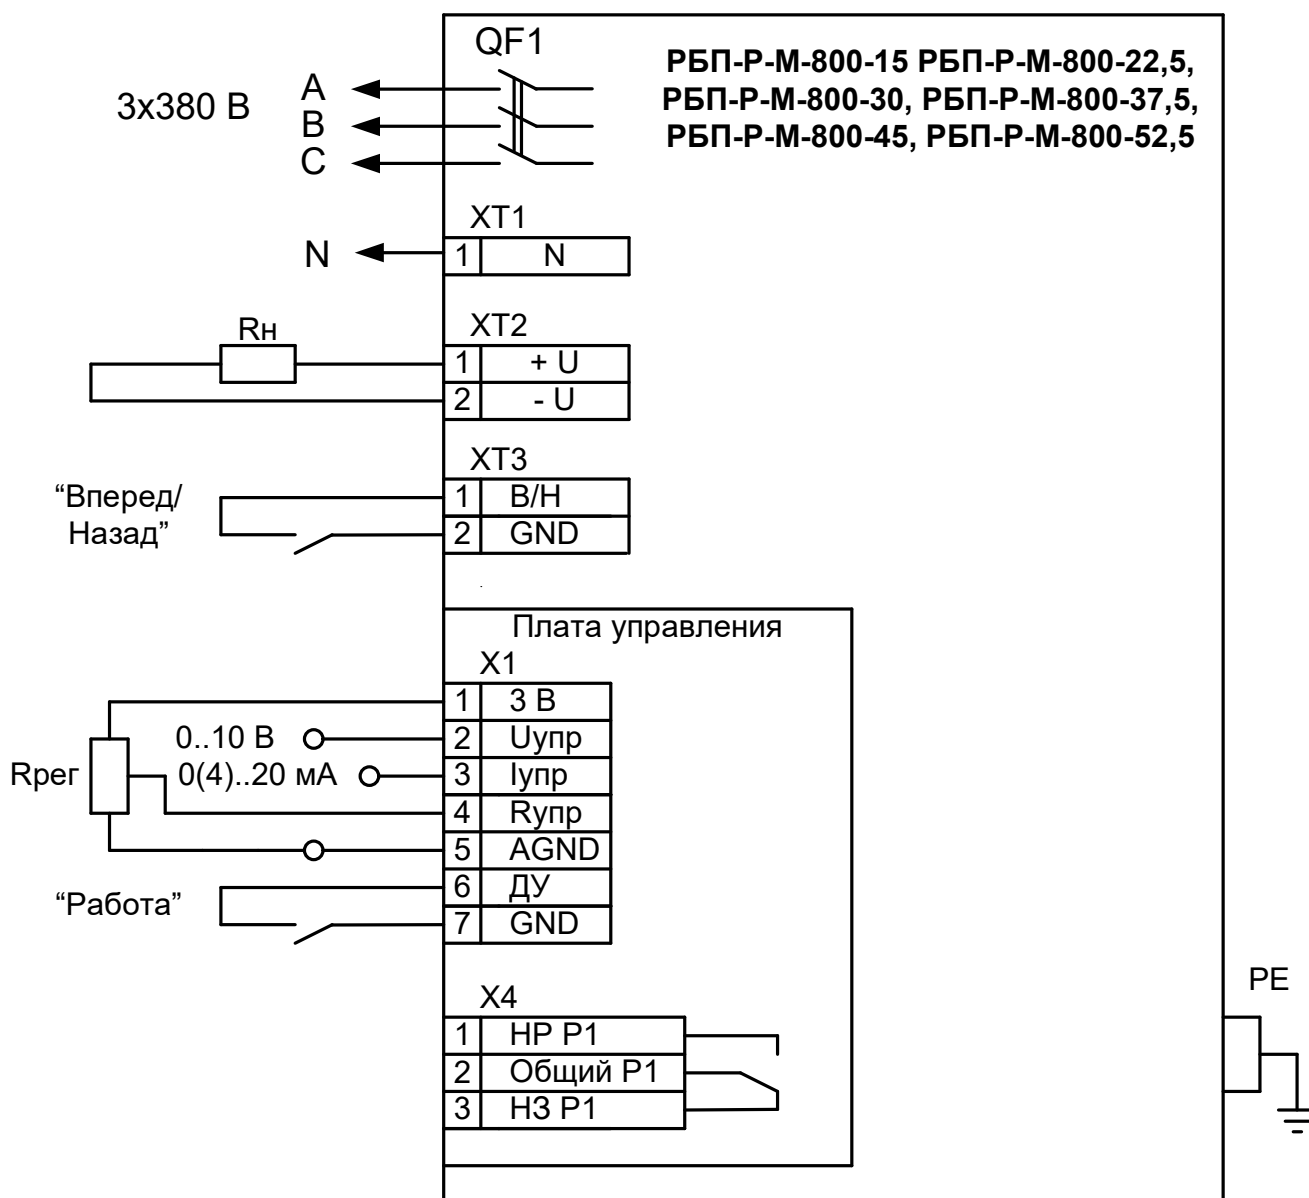 QF1
РБП-Р-М-800-15 РБП-Р-М-800-22,5,
РБП-Р-М-800-30, РБП-Р-М-800-37,5,
РБП-Р-М-800-45, РБП-Р-М-800-52,5
3x380 В
A
B
C
XT1
N
1 N
Rн
XT2
1 + U
2 - U
XT3
“Вперед/
Назад”
1 В/Н
2 GND
Плата управления
X1
1 3 В
0..10 В
2 Uупр
Rрег
0(4)..20 мА
3 Iупр
4 Rупр
5 AGND
“Работа”
6 ДУ
7 GND
X4
1 НР Р1
2 Общий Р1
3 НЗ Р1
PE